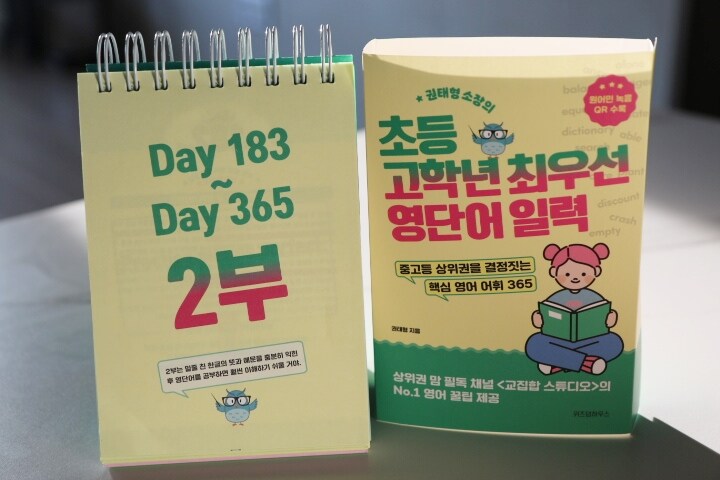 Day 183
~
Day 365
2부
2부는 밑줄 친 한글의 뜻과 예문을 충분히 익힌
후 영단어를 공부하면 훨씬 이해하기 쉬울 거야.
★ 권태형 소장의
초등
고학년 최우선
영단어 일력
원어민 녹음
QR 수록
dictionary able
search
discount
crash
empty
중고등 상위권을 결정짓는
핵심 영어 어휘 365
권태형 지음
상위권 맘 필독 채널 <교집합 스튜디오>의
No.1 영어 꿀팁 제공